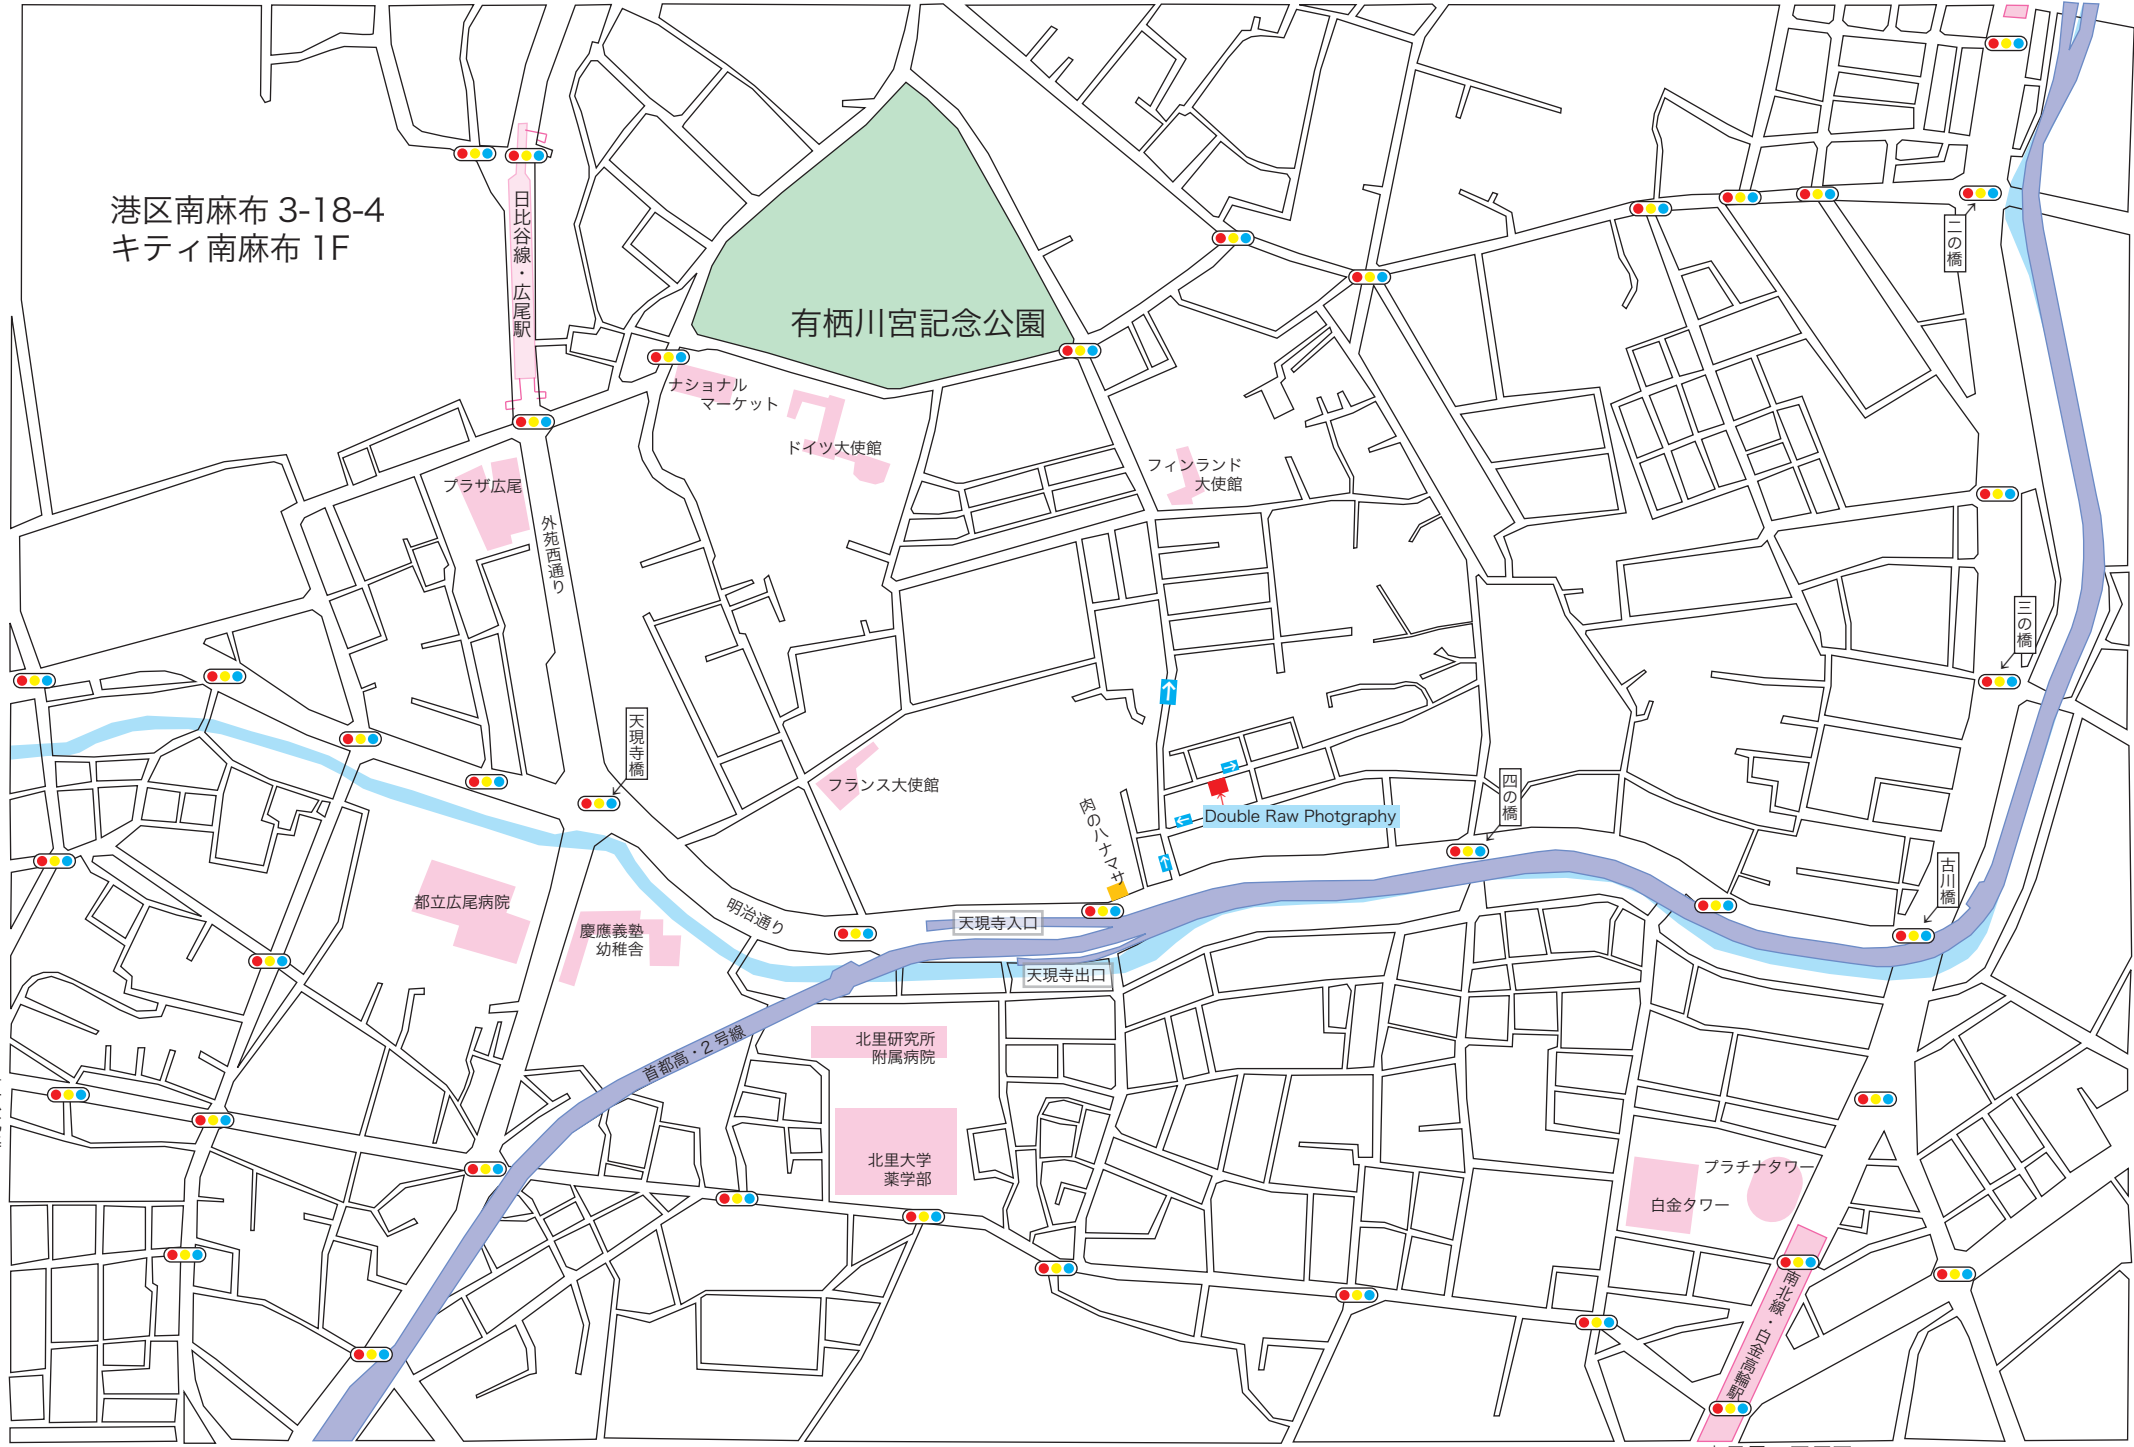 港区南麻布 3-18-4
キティ南麻布 1F
日比谷線・広尾駅
二の橋
有栖川宮記念公園
ナショナル
マーケット
ドイツ大使館
フィンランド
大使館
プラザ広尾
外苑西通り
三の橋
天現寺橋
フランス大使館
肉のハナマサ
Double Raw Photgraphy
四の橋
古川橋
都立広尾病院
慶應義塾
幼稚舎
明治通り
天現寺入口
天現寺出口
首都高・2号線
北里研究所
附属病院
北里大学
薬学部
プラチナタワー
白金タワー
南北線・白金高輪駅